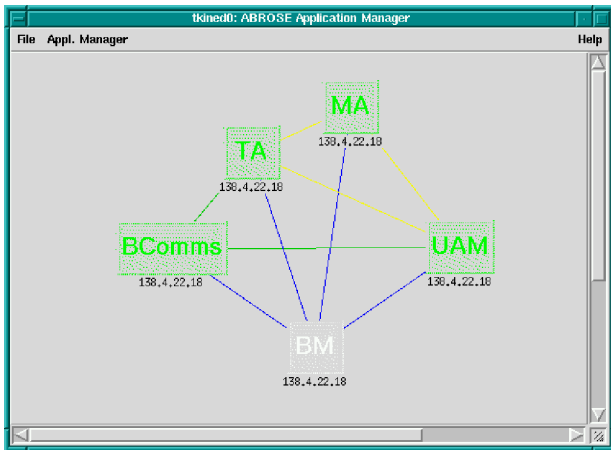 tkined0: ABROSE Application Manager
File Appl. Manager Help
MA
138.4.22.18
TA
138.4.22.18
BComms
138.4.22.18
UAM
138.4.22.18
BM
138.4.22.18